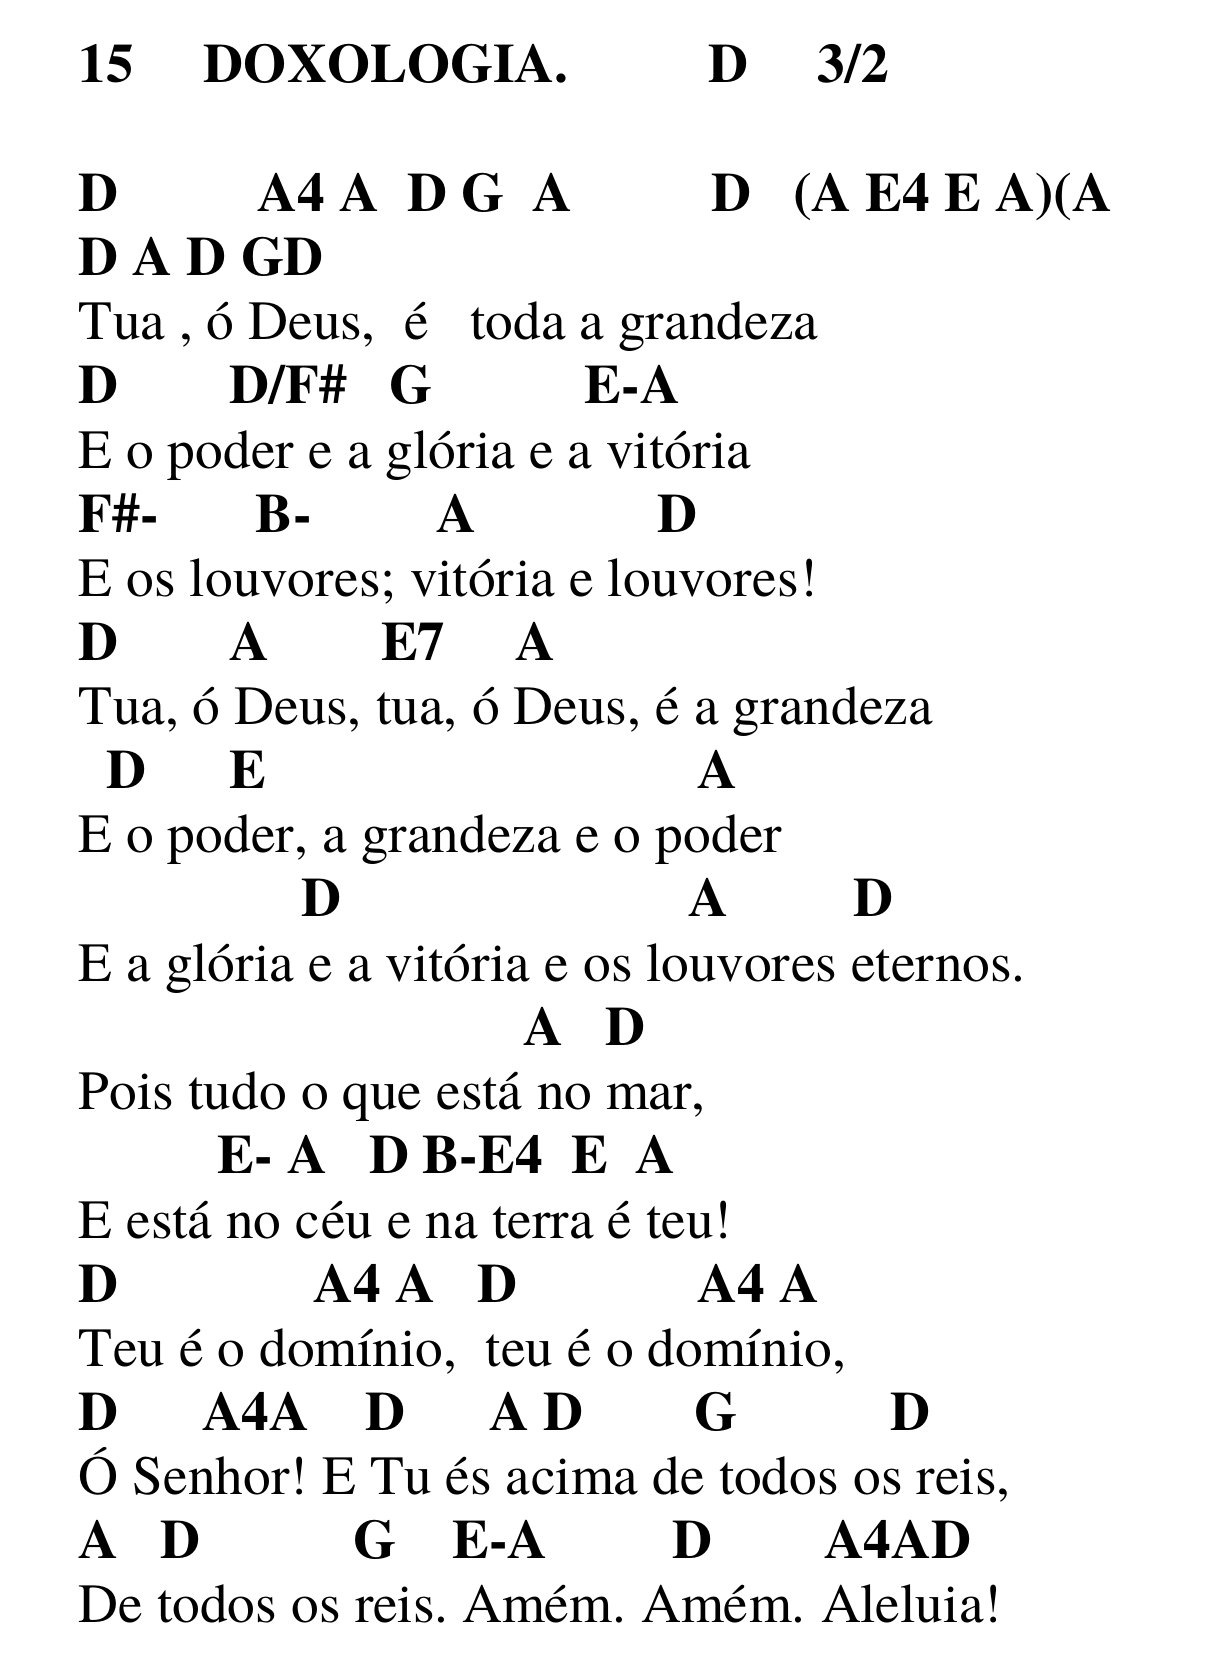 15 DOXOLOGIA. D 3/2
D A4 A D G A D (A E4 E A)(A
D A D GD
Tua , ó Deus, é toda a grandeza
D D/F# G E-A
E o poder e a glória e a vitória
F#- B- A D
E os louvores; vitória e louvores!
D A E7 A
Tua, ó Deus, tua, ó Deus, é a grandeza
D E A
E o poder, a grandeza e o poder
D A D
E a glória e a vitória e os louvores eternos.
A D
Pois tudo o que está no mar,
E- A D B-E4 E A
E está no céu e na terra é teu!
D A4 A D A4 A
Teu é o domínio, teu é o domínio,
D A4A D A D G D
Ó Senhor! E Tu és acima de todos os reis,
A D G E-A D A4AD
De todos os reis. Amém. Amém. Aleluia!